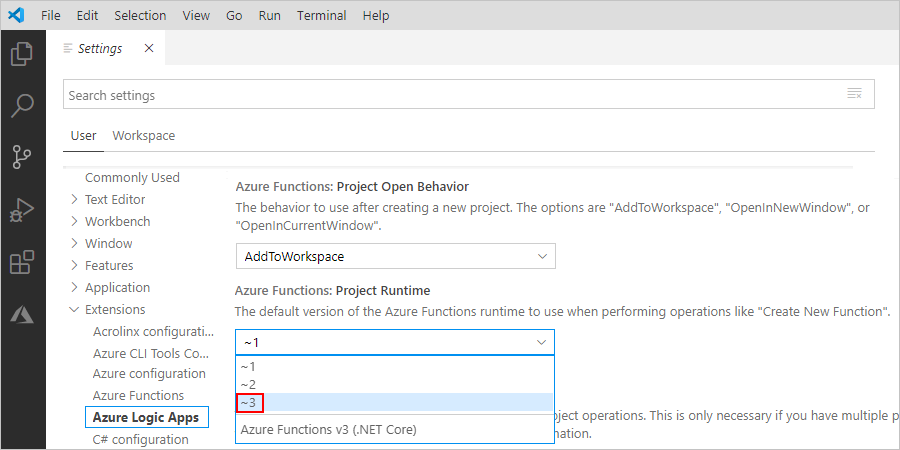 File Edit Selection View Go Run Terminal Help
Settings
Search settings
User Workspace
Commonly Used
Text Editor
Workbench
Window
Features
Application
Extensions
Acrolinx configurati...
Azure CLI Tools Co...
Azure configuration
Azure Functions
Azure Logic Apps
C# configuration
Azure Functions: Project Open Behavior
The behavior to use after creating a new project. The options are "AddToWorkspace", "OpenInNewWindow", or
"OpenInCurrentWindow".
AddToWorkspace
Azure Functions: Project Runtime
The default version of the Azure Functions runtime to use when performing operations like "Create New Function".
~1
~1
~2
~3
Azure Functions v3 (.NET Core)
oject operations. This is only necessary if you have multiple p
nation.